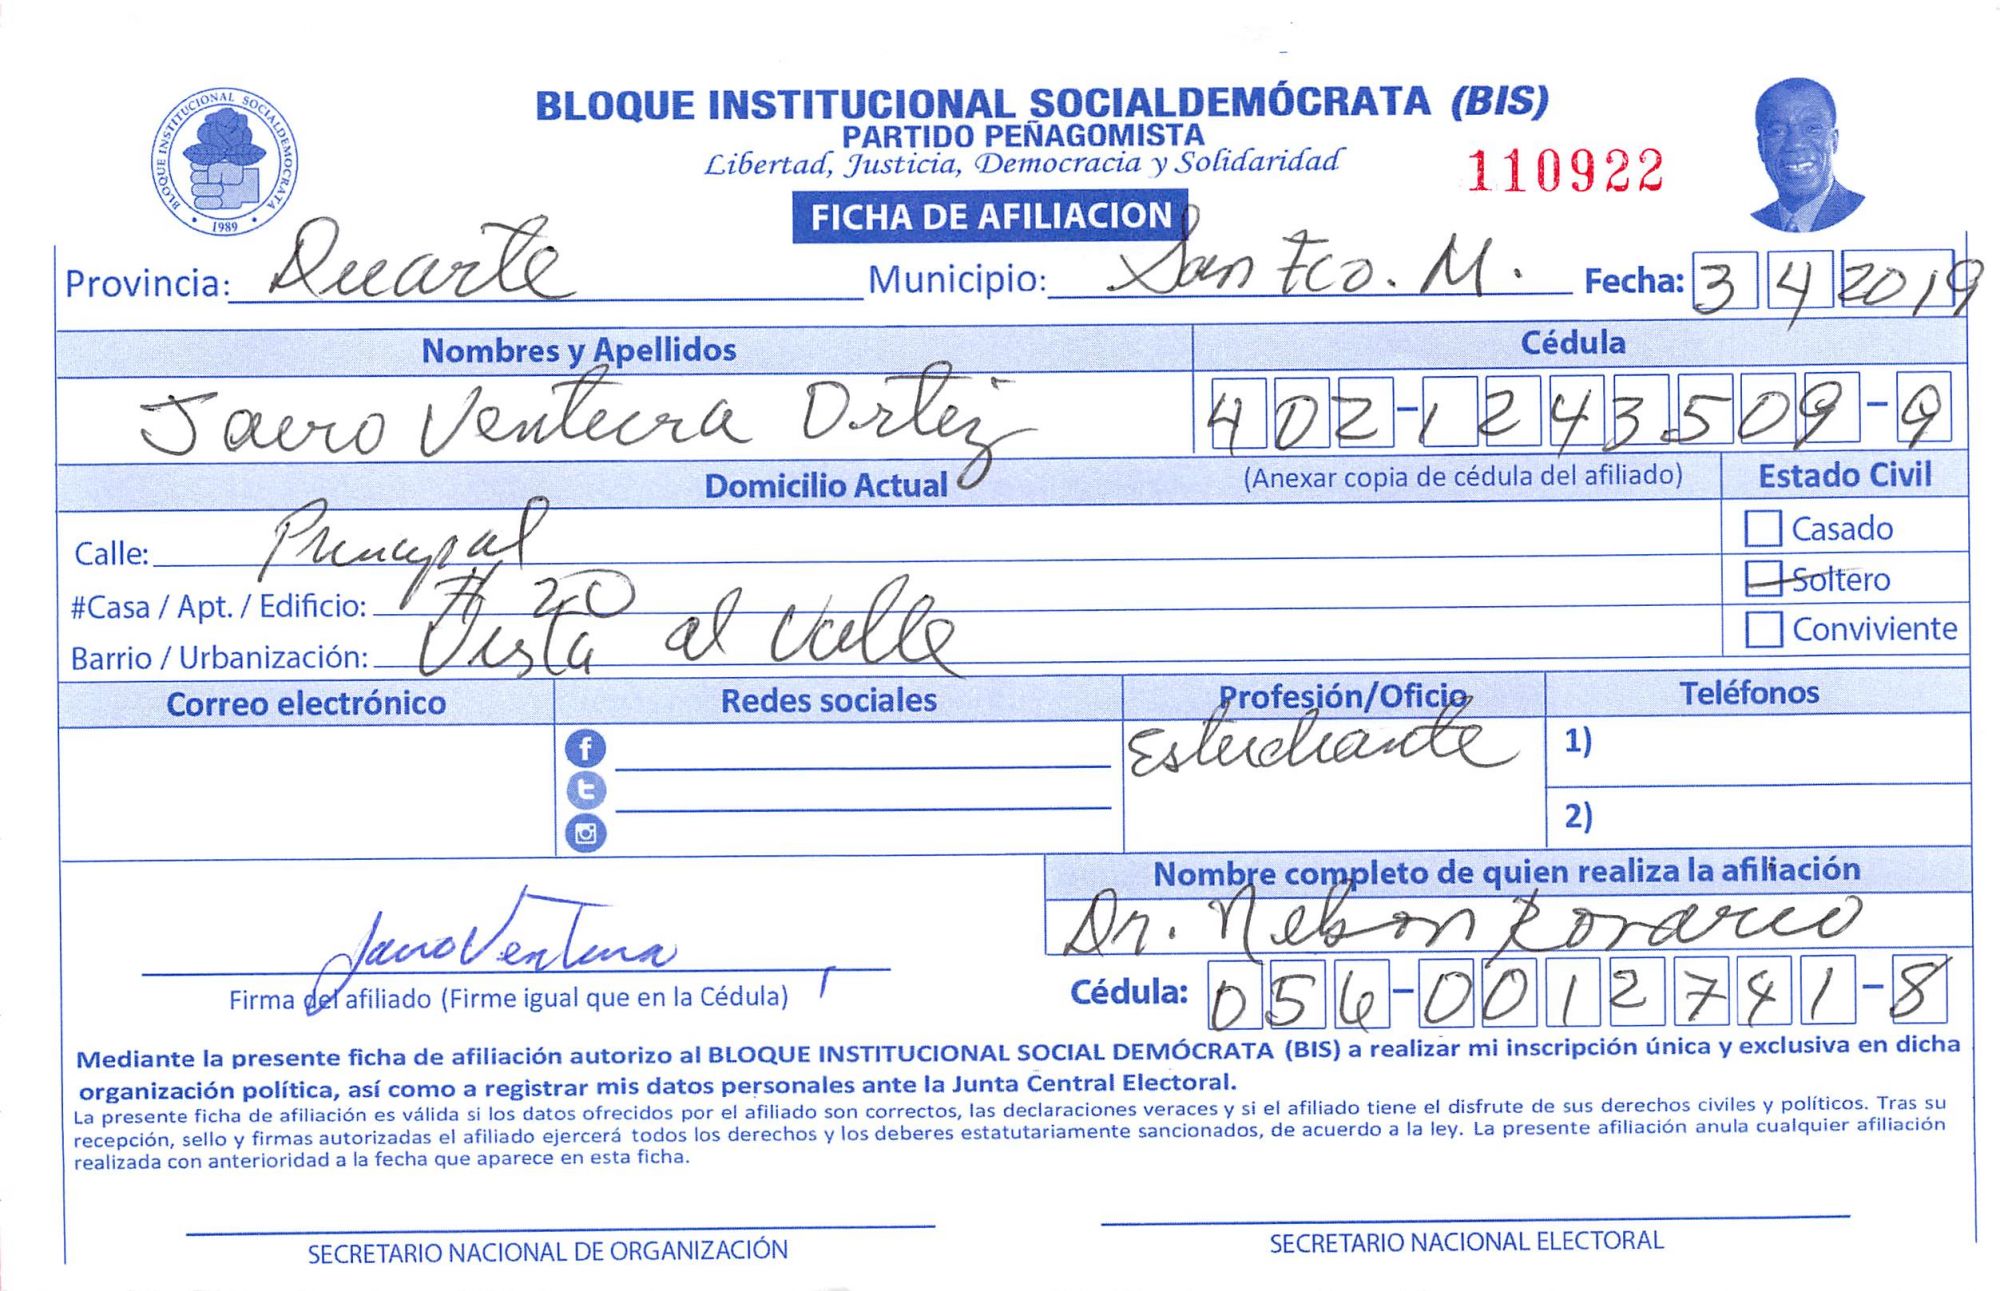 BLOQUE INSTITUCIONAL SOCIALDEMÓCRATA (BIS)
PARTIDO PEÑAGOMISTA
Libertad, Justicia, Democracia y Solidaridad
110922
BLOQUE INSTITUCIONAL SOCIALDEMOCRATA
1989
FICHA DE AFILIACION
Provincia: Duarte Municipio: San Fco. M. Fecha: 3 4 2019
Nombres y Apellidos Cédula
Jairo Ventura Ortiz 402-1243509-9
Domicilio Actual (Anexar copia de cédula del afiliado) Estado Civil
Calle: Principal Casado
#Casa / Apt. / Edificio: # 20 Soltero
Barrio / Urbanización: Vista al Valle Conviviente
Correo electrónico Redes sociales Profesión/Oficio Teléfonos
Estudiante 1)
2)
Nombre completo de quien realiza la afiliación
Dr. Nelson Rosario
Jairo Ventura
Firma del afiliado (Firme igual que en la Cédula) Cédula: 056-0012741-8
Mediante la presente ficha de afiliación autorizo al BLOQUE INSTITUCIONAL SOCIAL DEMÓCRATA (BIS) a realizar mi inscripción única y exclusiva en dicha
organización política, así como a registrar mis datos personales ante la Junta Central Electoral.
La presente ficha de afiliación es válida si los datos ofrecidos por el afiliado son correctos, las declaraciones veraces y si el afiliado tiene el disfrute de sus derechos civiles y políticos. Tras su
recepción, sello y firmas autorizadas el afiliado ejercerá todos los derechos y los deberes estatutariamente sancionados, de acuerdo a la ley. La presente afiliación anula cualquier afiliación
realizada con anterioridad a la fecha que aparece en esta ficha.
SECRETARIO NACIONAL DE ORGANIZACIÓN SECRETARIO NACIONAL ELECTORAL